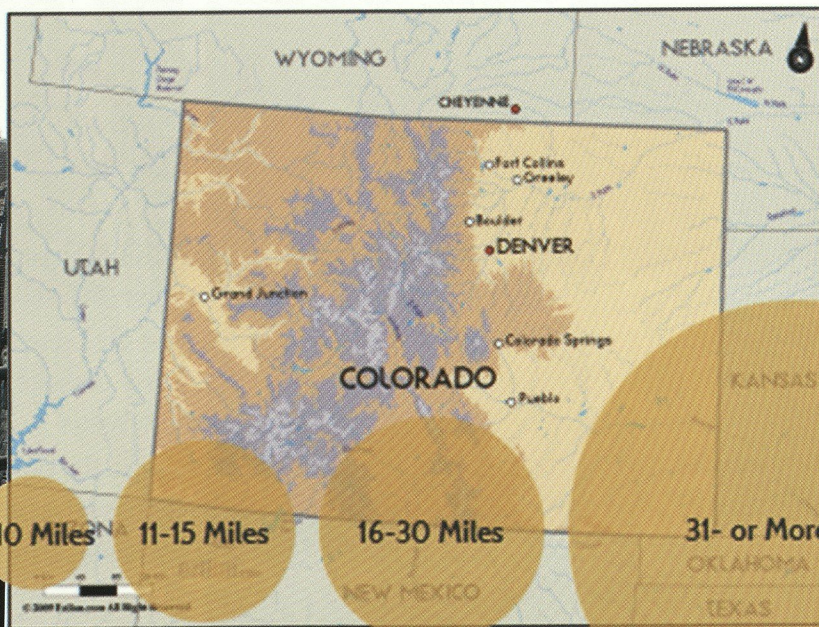 WYOMING
NEBRASKA
CHEYENNE
Fort Collins
Greeley
Boulder
DENVER
UTAH
Grand Junction
Colorado Springs
COLORADO
Pueblo
KANSAS
10 Miles
11-15 Miles
16-30 Miles
31- or More
OKLAHOMA
NEW MEXICO
TEXAS